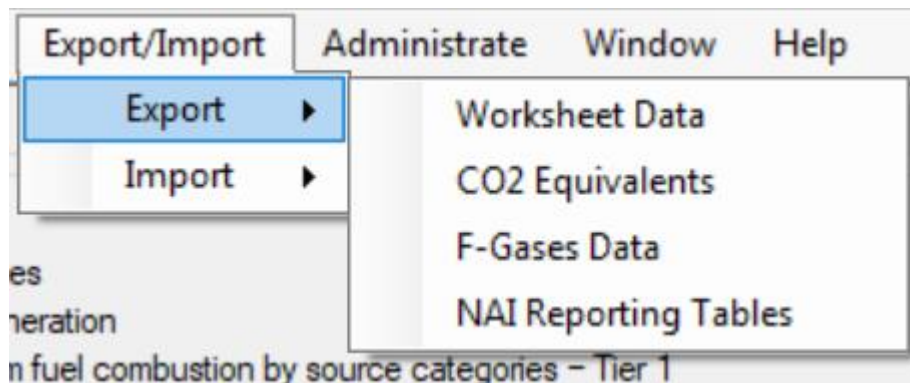 Export/Import Administrate Window Help
Export
Import
Worksheet Data
CO2 Equivalents
F-Gases Data
NAI Reporting Tables
es
neration
m fuel combustion by source categories – Tier 1